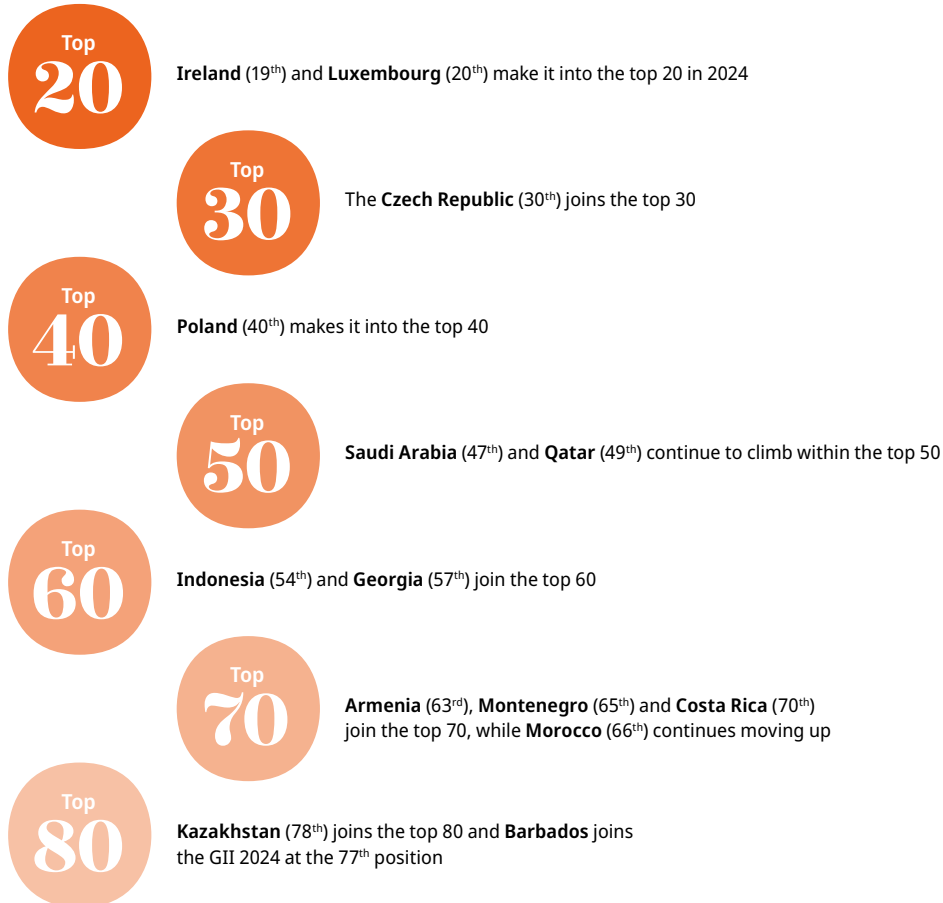 Top
20
Ireland (19th) and Luxembourg (20th) make it into the top 20 in 2024
Top
30
The Czech Republic (30th) joins the top 30
Top
40
Poland (40th) makes it into the top 40
Top
50
Saudi Arabia (47th) and Qatar (49th) continue to climb within the top 50
Top
60
Indonesia (54th) and Georgia (57th) join the top 60
Top
70
Armenia (63rd), Montenegro (65th) and Costa Rica (70th)
join the top 70, while Morocco (66th) continues moving up
Top
80
Kazakhstan (78th) joins the top 80 and Barbados joins
the GII 2024 at the 77th position